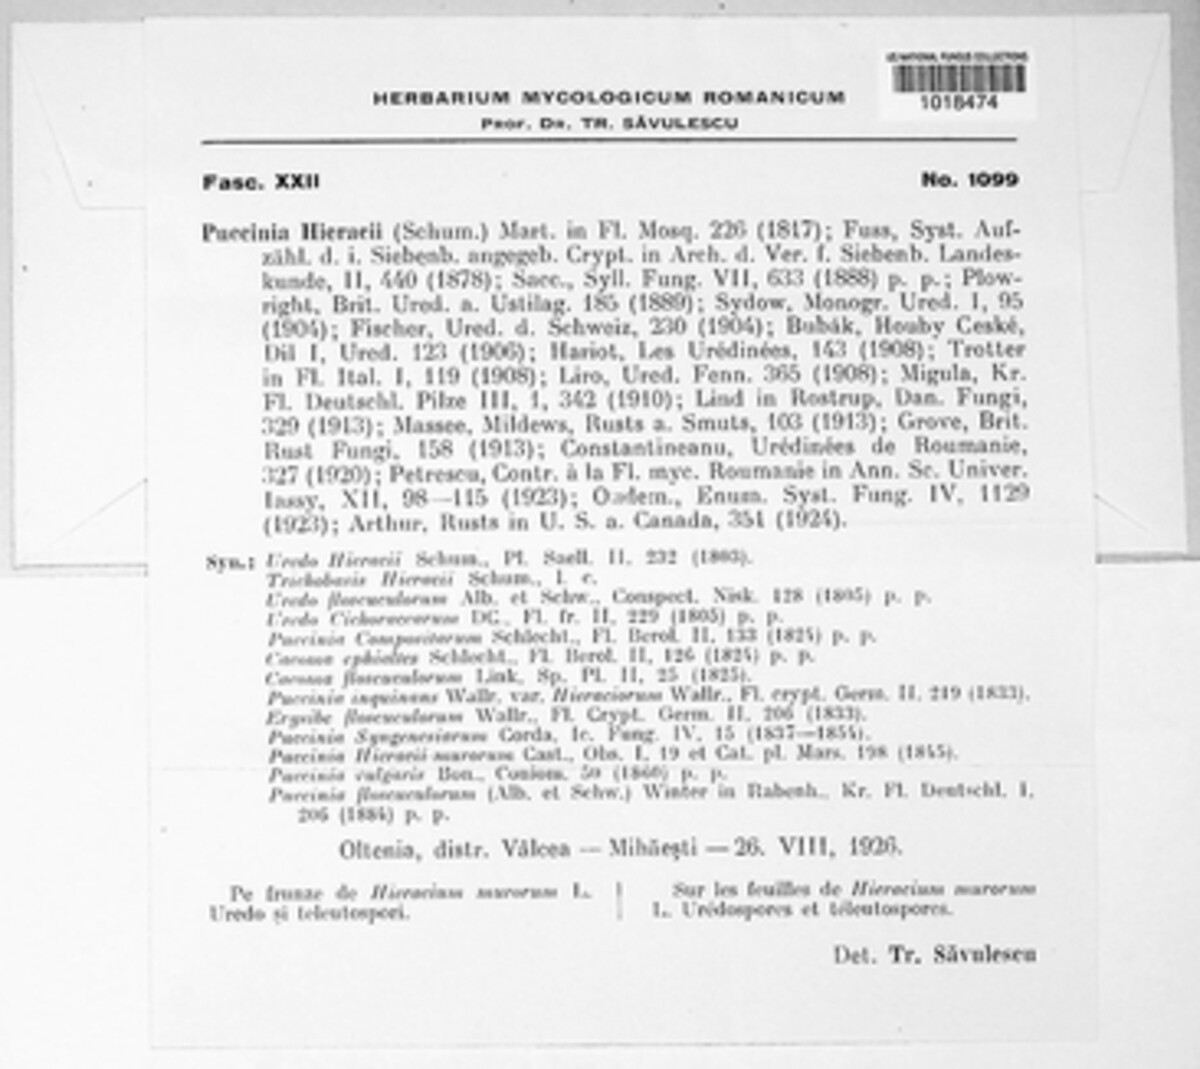 US NATIONAL FUNGUS COLLECTIONS
1018474
HERBARIUM MYCOLOGICUM ROMANICUM
Prof. Dr. TR. SĂVULESCU
Fasc. XXII
No. 1099
Puccinia Hieracii (Schum.) Mart. in Fl. Mosq. 226 (1817); Fuss, Syst. Auf-
zähl. d. i. Siebenb. angegeb. Crypt. in Arch. d. Ver. f. Siebenb. Landes-
kunde, II, 440 (1878); Sacc., Syll. Fung. VII, 633 (1888) p. p.; Plow-
right, Brit. Ured. a. Ustilag. 185 (1889); Sydow, Monogr. Ured. I, 95
(1904); Fischer, Ured. d. Schweiz, 230 (1904); Bubák, Houby Ceské,
Dil I, Ured. 123 (1906); Hariot, Les Urédinées, 143 (1908); Trotter
in Fl. Ital. I, 119 (1908); Liro, Ured. Fenn. 365 (1908); Migula, Kr.
Fl. Deutschl. Pilze III, 1, 342 (1910); Lind in Rostrup, Dan. Fungi,
329 (1913); Massee, Mildews, Rusts a. Smuts, 103 (1913); Grove, Brit.
Rust Fungi, 158 (1913); Constantineanu, Urédinées de Roumanie,
327 (1920); Petrescu, Contr. à la Fl. myc. Roumanie in Ann. Sc. Univer.
Iassy, XII, 98—115 (1923); Oudem., Enum. Syst. Fung. IV, 1129
(1923); Arthur, Rusts in U. S. a. Canada, 351 (1924).
Syn.: Uredo Hieracii Schum., Pl. Saell. II, 232 (1803).
Trichobasis Hieracii Schum., l. c.
Uredo flosculosorum Alb. et Schw., Conspect. Nisk. 128 (1805) p. p.
Uredo Cichoracearum DC., Fl. fr. II, 229 (1805) p. p.
Puccinia Compositarum Schlecht., Fl. Berol. II, 133 (1824) p. p.
Caeoma ephialtes Schlecht., Fl. Berol. II, 126 (1824) p. p.
Caeoma flosculosorum Link, Sp. Pl. II, 25 (1825).
Puccinia inquinans Wallr. var. Hieraciorum Wallr., Fl. crypt. Germ. II, 219 (1833).
Erysibe flosculosorum Wallr., Fl. Crypt. Germ. II, 206 (1833).
Puccinia Syngenesiarum Corda, Ic. Fung. IV, 15 (1837—1854).
Puccinia Hieracii murorum Cast., Obs. I, 19 et Cat. pl. Mars. 198 (1845).
Puccinia vulgaris Bon., Coniom. 50 (1860) p. p.
Puccinia flosculosorum (Alb. et Schw.) Winter in Rabenh., Kr. Fl. Deutschl. I,
206 (1884) p. p.
Oltenia, distr. Vâlcea — Mihăești — 26. VIII, 1926.
Pe frunze de Hieracium murorum L.
Uredo și teleutospori.
Sur les feuilles de Hieracium murorum
L. Urédospores et téleutospores.
Det. Tr. Săvulescu